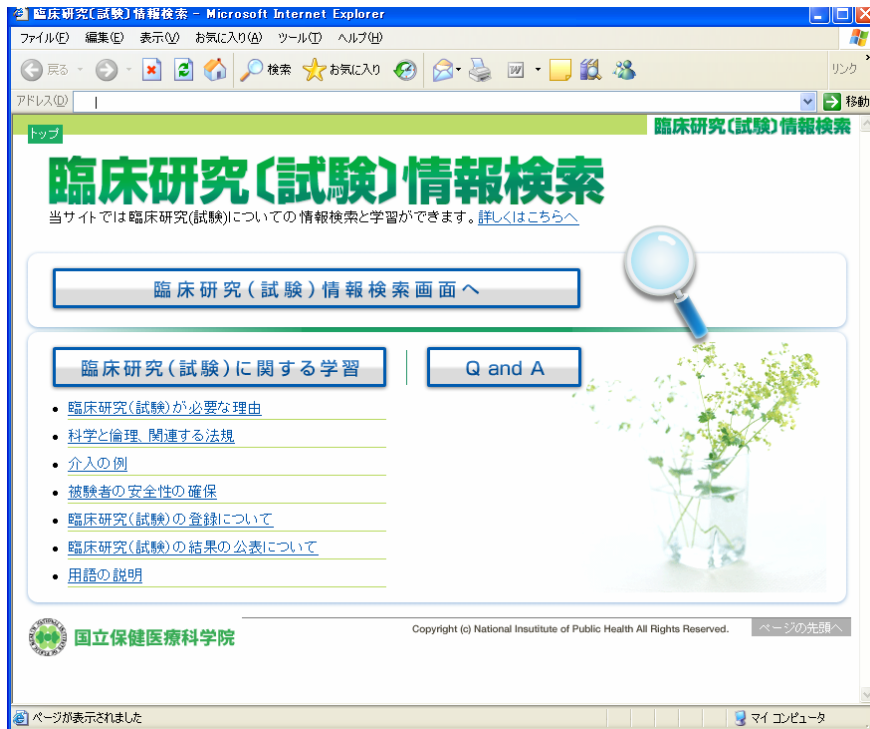 臨床研究〔試験〕情報検索 - Microsoft Internet Explorer
ファイル(F) 編集(E) 表示(V) お気に入り(A) ツール(T) ヘルプ(H)
戻る 検索 お気に入り リンク »
アドレス(D) 移動
トップ 臨床研究〔試験〕情報検索
臨床研究〔試験〕情報検索
当サイトでは臨床研究(試験)についての情報検索と学習ができます。詳しくはこちらへ
臨床研究(試験)情報検索画面へ
臨床研究(試験)に関する学習 Q and A
• 臨床研究(試験)が必要な理由
• 科学と倫理、関連する法規
• 介入の例
• 被験者の安全性の確保
• 臨床研究(試験)の登録について
• 臨床研究(試験)の結果の公表について
• 用語の説明
国立保健医療科学院 Copyright (c) National Insutitute of Public Health All Rights Reserved. ページの先頭へ
ページが表示されました マイ コンピュータ